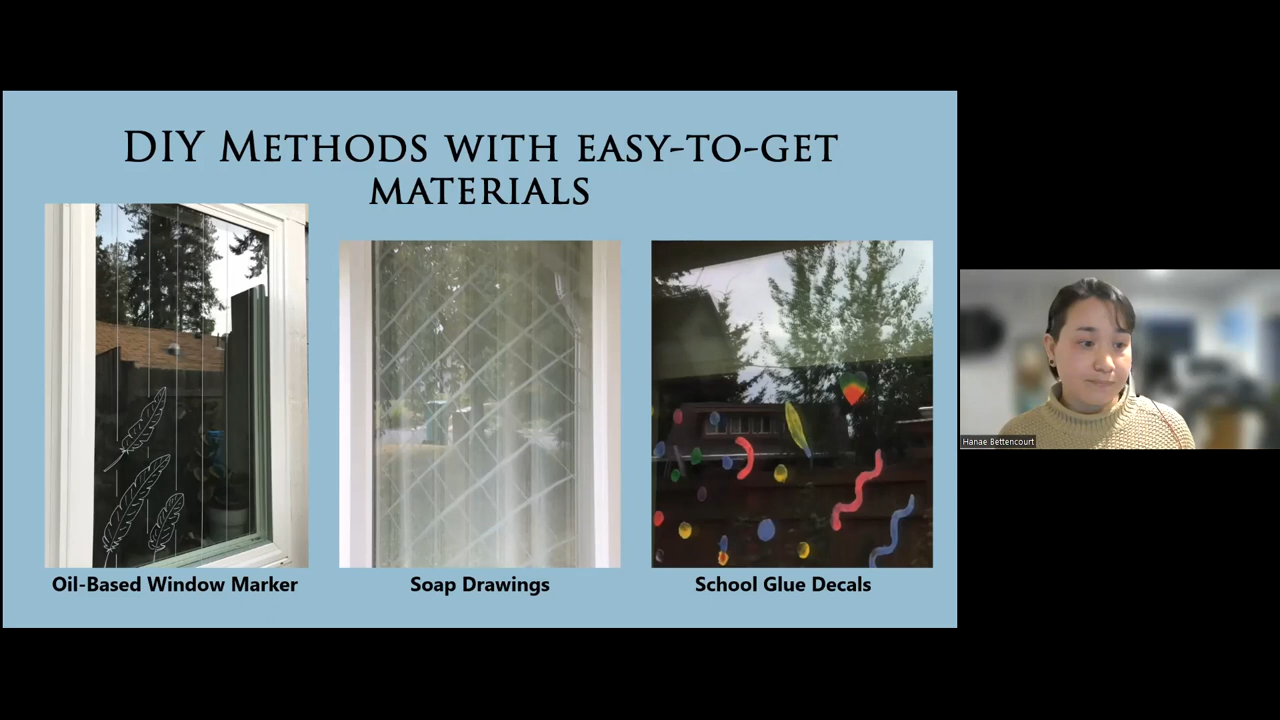 DIY Methods with easy-to-get
materials
Oil-Based Window Marker
Soap Drawings
School Glue Decals
Hanae Bettencourt